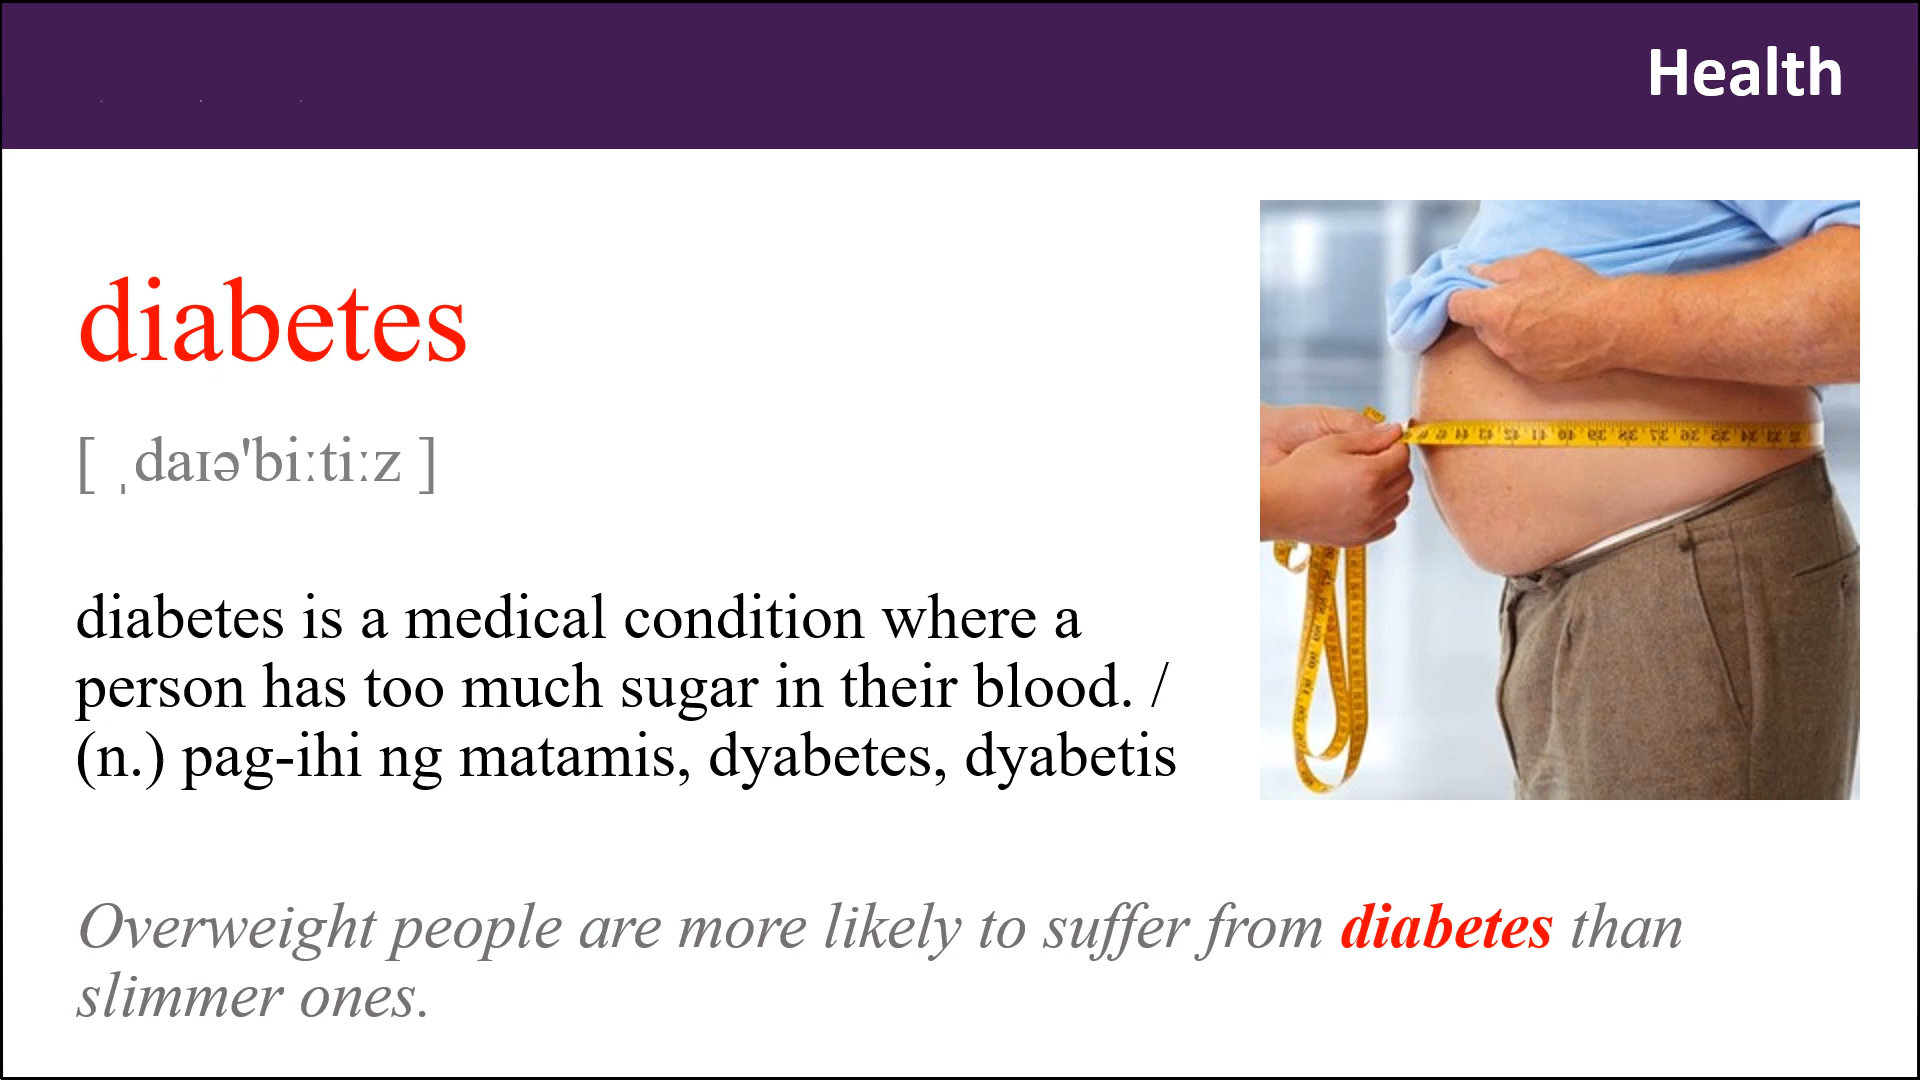 Health
diabetes
[ ˌdaɪə'biːtiːz ]
diabetes is a medical condition where a
person has too much sugar in their blood. /
(n.) pag-ihi ng matamis, dyabetes, dyabetis
Overweight people are more likely to suffer from diabetes than
slimmer ones.